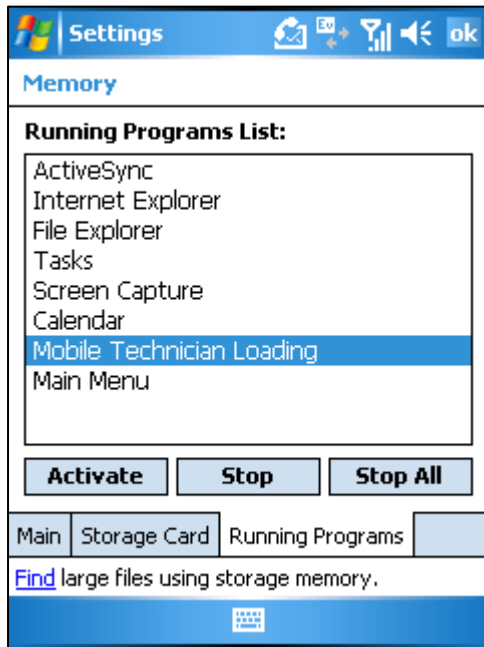 Settings Ev ok
Memory
Running Programs List:
ActiveSync
Internet Explorer
File Explorer
Tasks
Screen Capture
Calendar
Mobile Technician Loading
Main Menu
Activate Stop Stop All
Main Storage Card Running Programs
Find large files using storage memory.